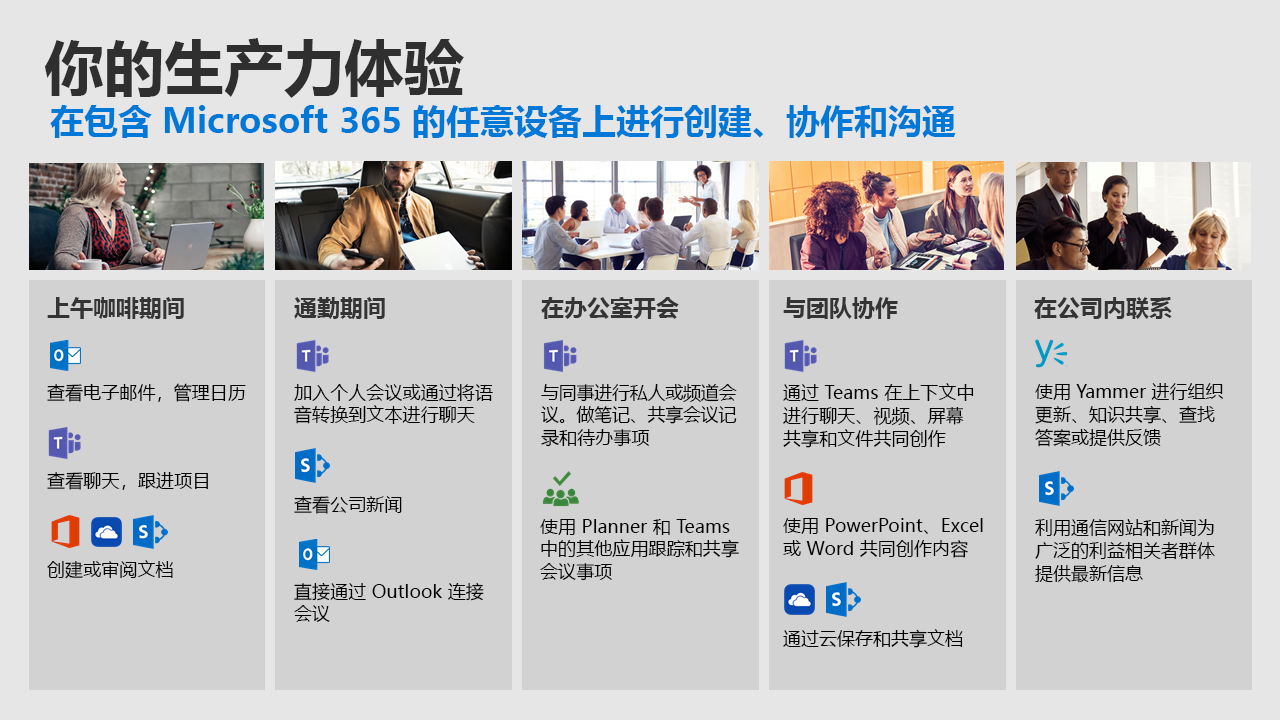 你的生产力体验
在包含 Microsoft 365 的任意设备上进行创建、协作和沟通
上午咖啡期间
查看电子邮件，管理日历
查看聊天，跟进项目
创建或审阅文档
通勤期间
加入个人会议或通过将语
音转换到文本进行聊天
查看公司新闻
直接通过 Outlook 连接
会议
在办公室开会
与同事进行私人或频道会
议。做笔记、共享会议记
录和待办事项
使用 Planner 和 Teams
中的其他应用跟踪和共享
会议事项
与团队协作
通过 Teams 在上下文中
进行聊天、视频、屏幕
共享和文件共同创作
使用 PowerPoint、Excel
或 Word 共同创作内容
通过云保存和共享文档
在公司内联系
使用 Yammer 进行组织
更新、知识共享、查找
答案或提供反馈
利用通信网站和新闻为
广泛的利益相关者群体
提供最新信息